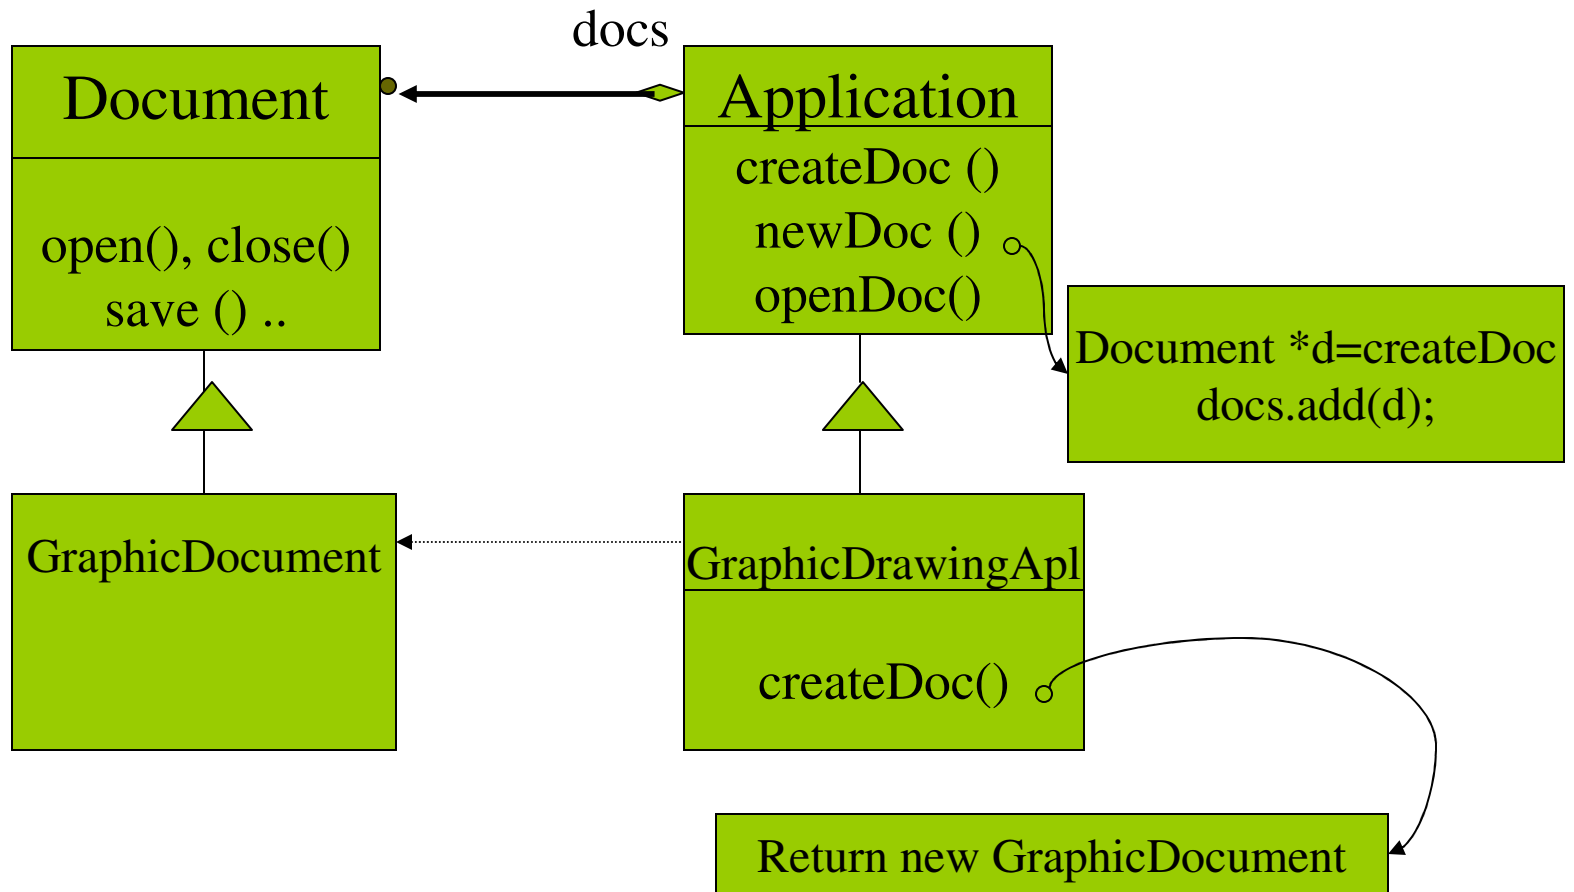 docs
Document
open(), close()
save () ..
Application
createDoc ()
newDoc ()
openDoc()
Document *d=createDoc
docs.add(d);
GraphicDocument
GraphicDrawingApl
createDoc()
Return new GraphicDocument